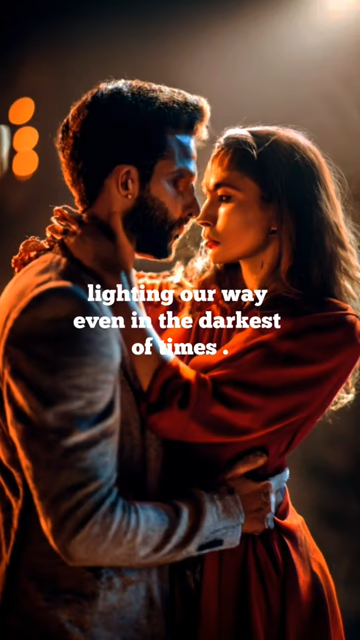 lighting our way
even in the darkest
of times .